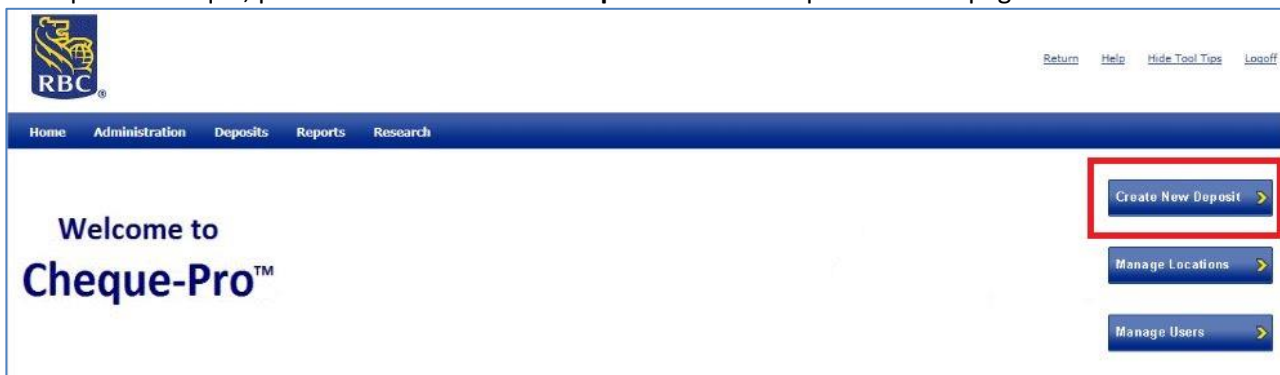 RBC®
Return Help Hide Tool Tips Logoff
Home Administration Deposits Reports Research
Create New Deposit
Welcome to
Cheque-Pro™
Manage Locations
Manage Users